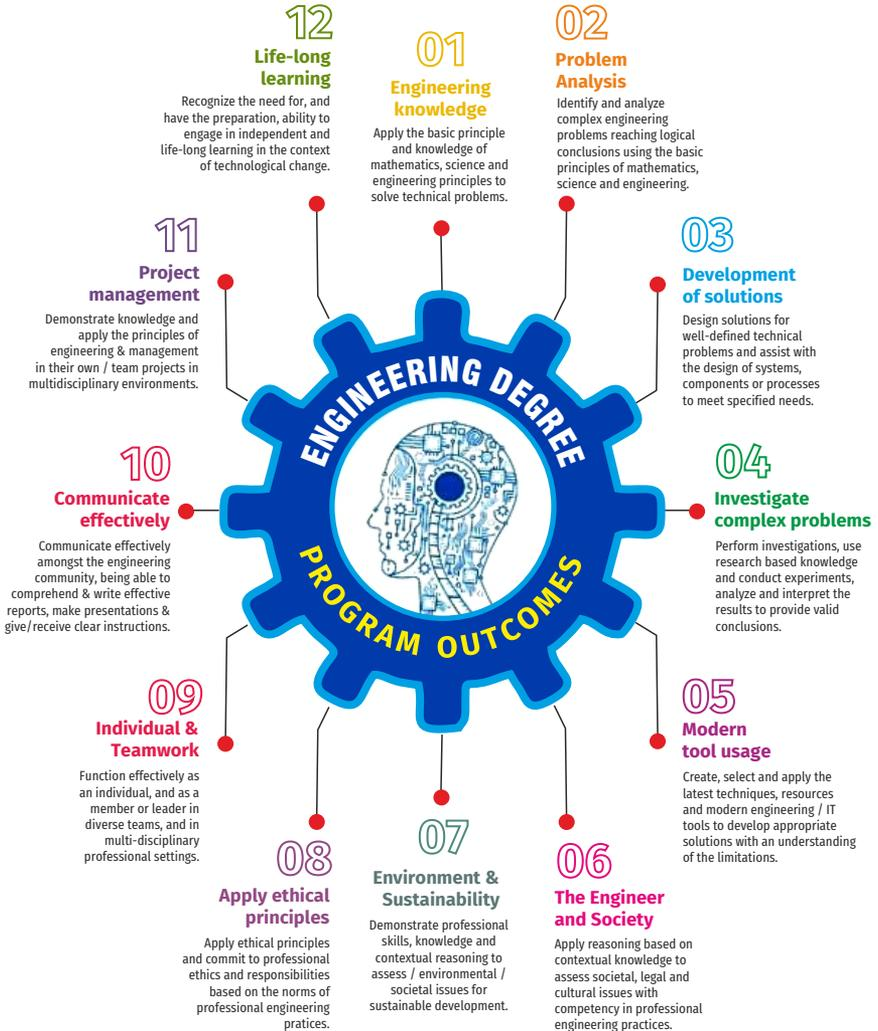 12
Life-long
learning
Recognize the need for, and
have the preparation, ability to
engage in independent and
life-long learning in the context
of technological change.
01
Engineering
knowledge
Apply the basic principle
and knowledge of
mathematics, science and
engineering principles to
solve technical problems.
02
Problem
Analysis
Identify and analyze
complex engineering
problems reaching logical
conclusions using the basic
principles of mathematics,
science and engineering.
11
Project
management
Demonstrate knowledge and
apply the principles of
engineering & management
in their own / team projects in
multidisciplinary environments.
03
Development
of solutions
Design solutions for
well-defined technical
problems and assist with
the design of systems,
components or processes
to meet specified needs.
ENGINEERING DEGREE
PROGRAM OUTCOMES
10
Communicate
effectively
Communicate effectively
amongst the engineering
community, being able to
comprehend & write effective
reports, make presentations &
give/receive clear instructions.
04
Investigate
complex problems
Perform investigations, use
research based knowledge
and conduct experiments,
analyze and interpret the
results to provide valid
conclusions.
09
Individual &
Teamwork
Function effectively as
an individual, and as a
member or leader in
diverse teams, and in
multi-disciplinary
professional settings.
05
Modern
tool usage
Create, select and apply the
latest techniques, resources
and modern engineering / IT
tools to develop appropriate
solutions with an understanding
of the limitations.
08
Apply ethical
principles
Apply ethical principles
and commit to professional
ethics and responsibilities
based on the norms of
professional engineering
pratices.
07
Environment &
Sustainability
Demonstrate professional
skills, knowledge and
contextual reasoning to
assess / environmental /
societal issues for
sustainable development.
06
The Engineer
and Society
Apply reasoning based on
contextual knowledge to
assess societal, legal and
cultural issues with
competency in professional
engineering practices.